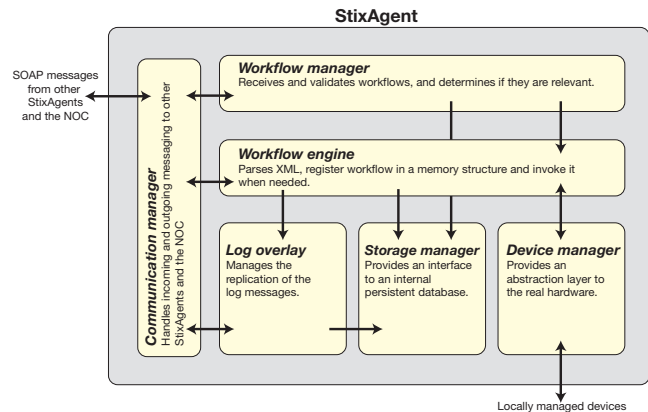 StixAgent
SOAP messages
from other
StixAgents
and the NOC
Communication manager
Handles incoming and outgoing messaging to other
StixAgents and the NOC
Workflow manager
Receives and validates workflows, and determines if they are relevant.
Workflow engine
Parses XML, register workflow in a memory structure and invoke it
when needed.
Log overlay
Manages the
replication of the
log messages.
Storage manager
Provides an interface
to an internal
persistent database.
Device manager
Provides an
abstraction layer to
the real hardware.
Locally managed devices